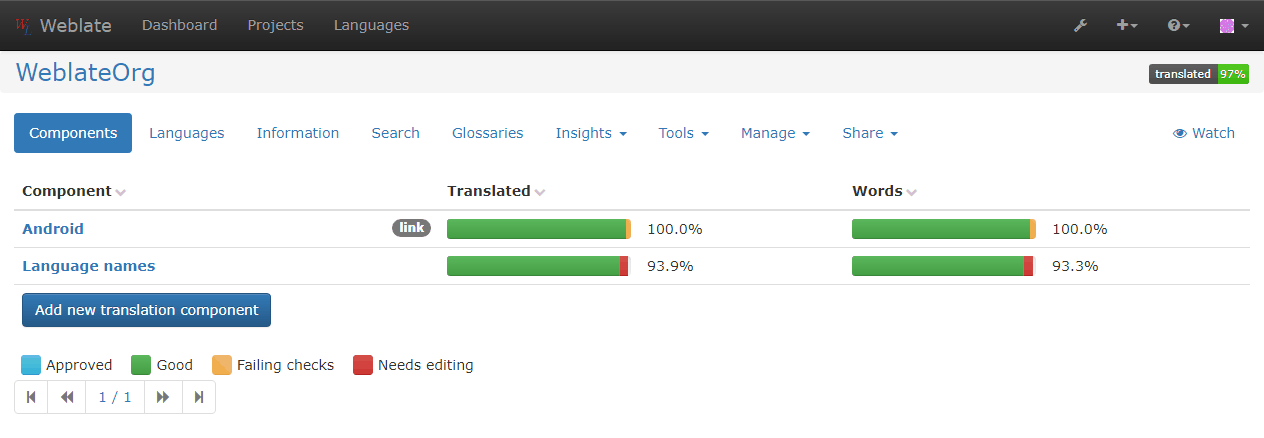 Weblate Dashboard Projects Languages
WeblateOrg translated 97%
Components Languages Information Search Glossaries Insights Tools Manage Share Watch
Component Translated Words
Android link 100.0% 100.0%
Language names 93.9% 93.3%
Add new translation component
Approved Good Failing checks Needs editing
1 / 1